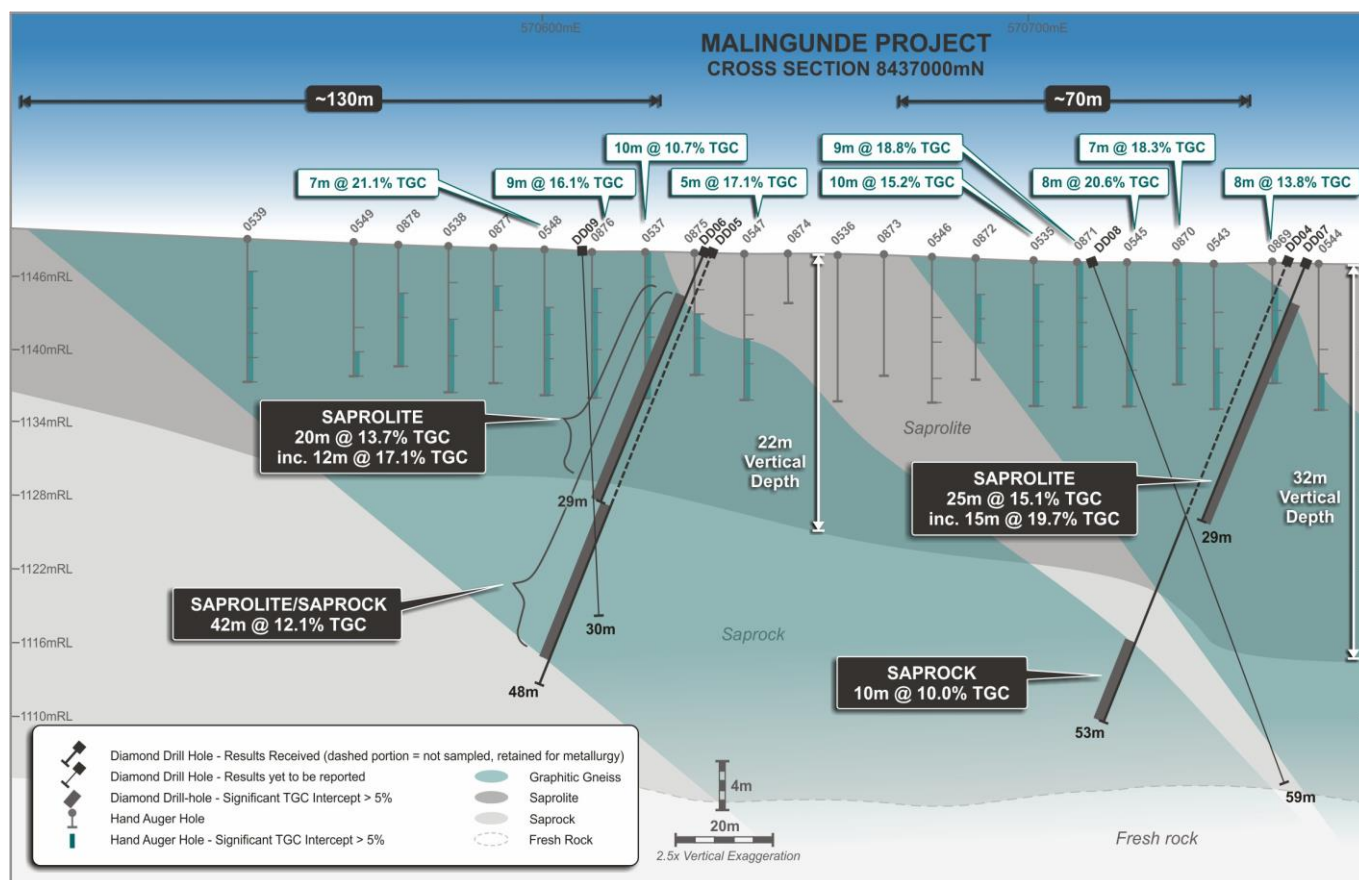 570600mE
570700mE
MALINGUNDE PROJECT
CROSS SECTION 8437000mN
~130m
~70m
10m @ 10.7% TGC
9m @ 18.8% TGC
7m @ 18.3% TGC
7m @ 21.1% TGC
9m @ 16.1% TGC
5m @ 17.1% TGC
10m @ 15.2% TGC
8m @ 20.6% TGC
8m @ 13.8% TGC
0539
0549
0878
0538
0877
0548
DD09
0876
0537
0875
DD06
DD05
0547
0874
0536
0873
0546
0872
0535
0871
DD08
0545
0870
0543
0869
DD04
DD07
0544
1146mRL
1140mRL
1134mRL
1128mRL
1122mRL
1116mRL
1110mRL
SAPROLITE
20m @ 13.7% TGC
inc. 12m @ 17.1% TGC
22m
Vertical
Depth
Saprolite
SAPROLITE
25m @ 15.1% TGC
inc. 15m @ 19.7% TGC
32m
Vertical
Depth
29m
29m
SAPROLITE/SAPROCK
42m @ 12.1% TGC
30m
Saprock
48m
SAPROCK
10m @ 10.0% TGC
53m
59m
Diamond Drill Hole - Results Received (dashed portion = not sampled, retained for metallurgy)
Diamond Drill Hole - Results yet to be reported
Diamond Drill-hole - Significant TGC Intercept > 5%
Hand Auger Hole
Hand Auger Hole - Significant TGC Intercept > 5%
Graphitic Gneiss
Saprolite
Saprock
Fresh Rock
4m
20m
2.5x Vertical Exaggeration
Fresh rock